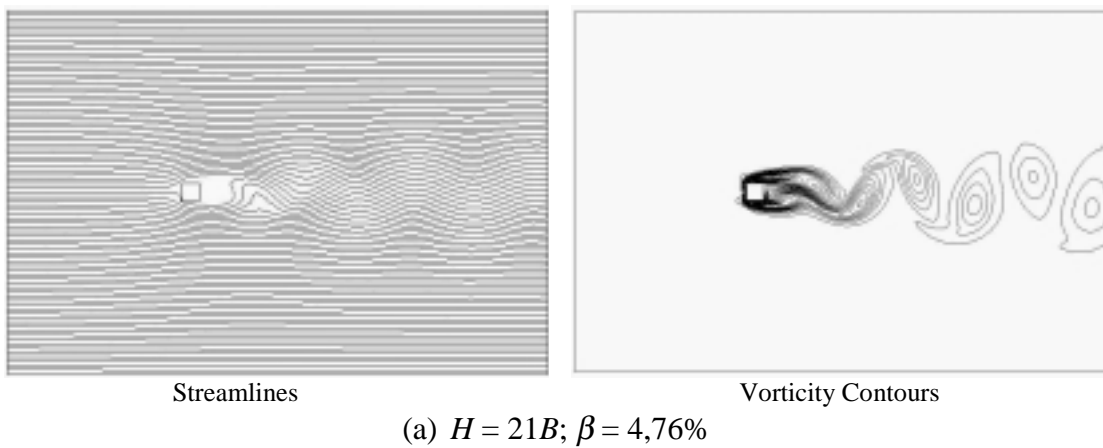 Streamlines Vorticity Contours
(a) H = 21B; β = 4,76%